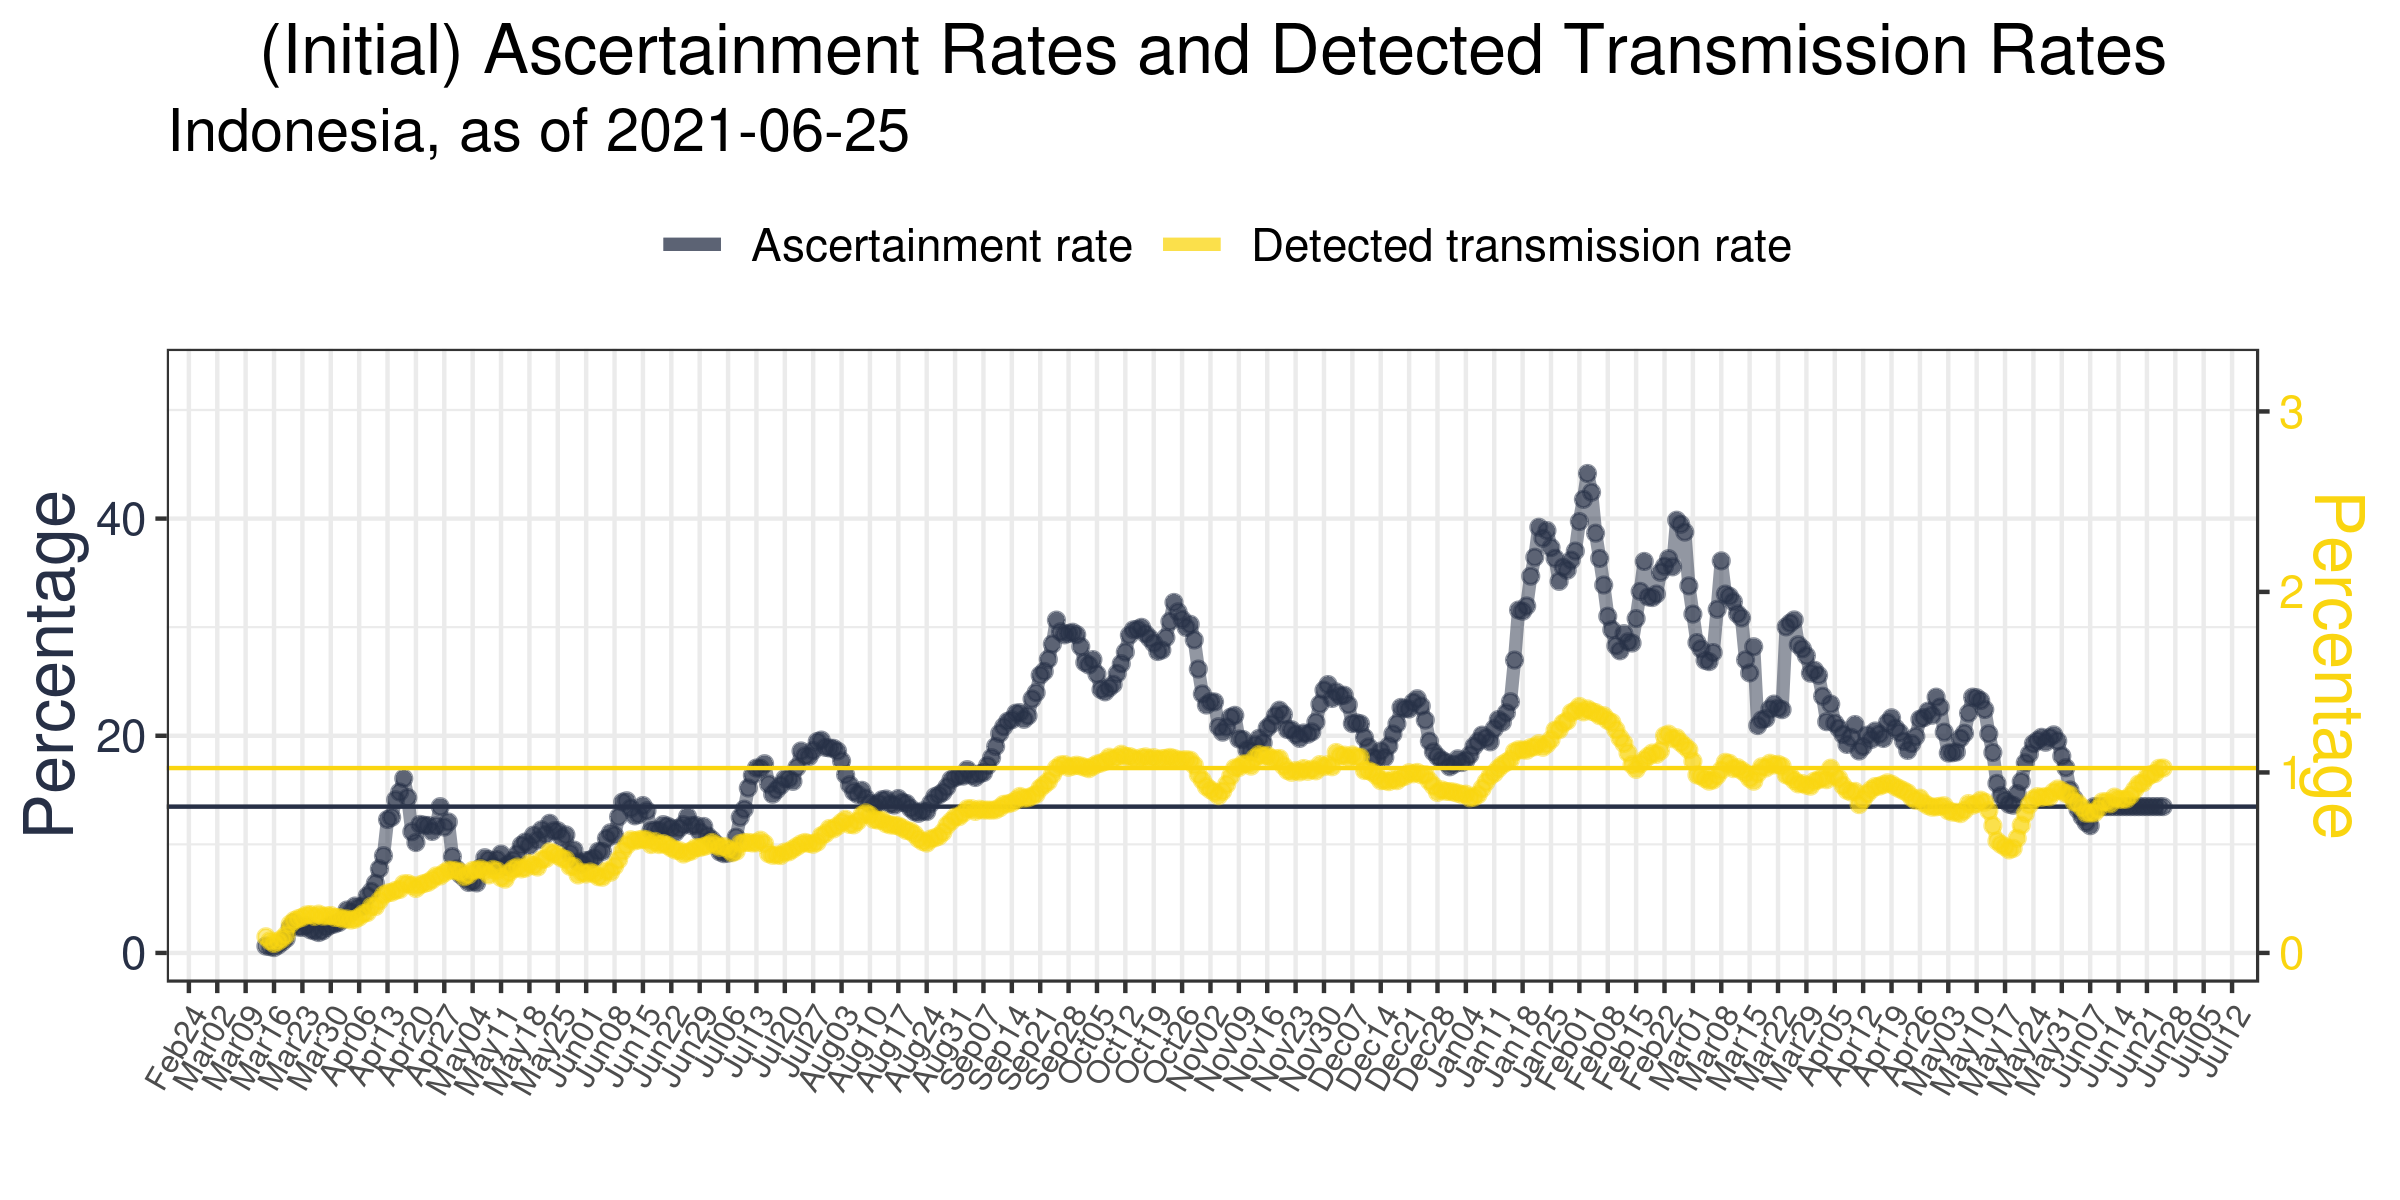 (Initial) Ascertainment Rates and Detected Transmission Rates
Indonesia, as of 2021-06-25
Ascertainment rate Detected transmission rate
Percentage
40
20
0
3
2
1
0
Percentage
Feb24 Mar02 Mar09 Mar16 Mar23 Mar30 Apr06 Apr13 Apr20 Apr27 May04 May11 May18 May25 Jun01 Jun08 Jun15 Jun22 Jun29 Jul06 Jul13 Jul20 Jul27 Aug03 Aug10 Aug17 Aug24 Aug31 Sep07 Sep14 Sep21 Sep28 Oct05 Oct12 Oct19 Oct26 Nov02 Nov09 Nov16 Nov23 Nov30 Dec07 Dec14 Dec21 Dec28 Jan04 Jan11 Jan18 Jan25 Feb01 Feb08 Feb15 Feb22 Mar01 Mar08 Mar15 Mar22 Mar29 Apr05 Apr12 Apr19 Apr26 May03 May10 May17 May24 May31 Jun07 Jun14 Jun21 Jun28 Jul05 Jul12